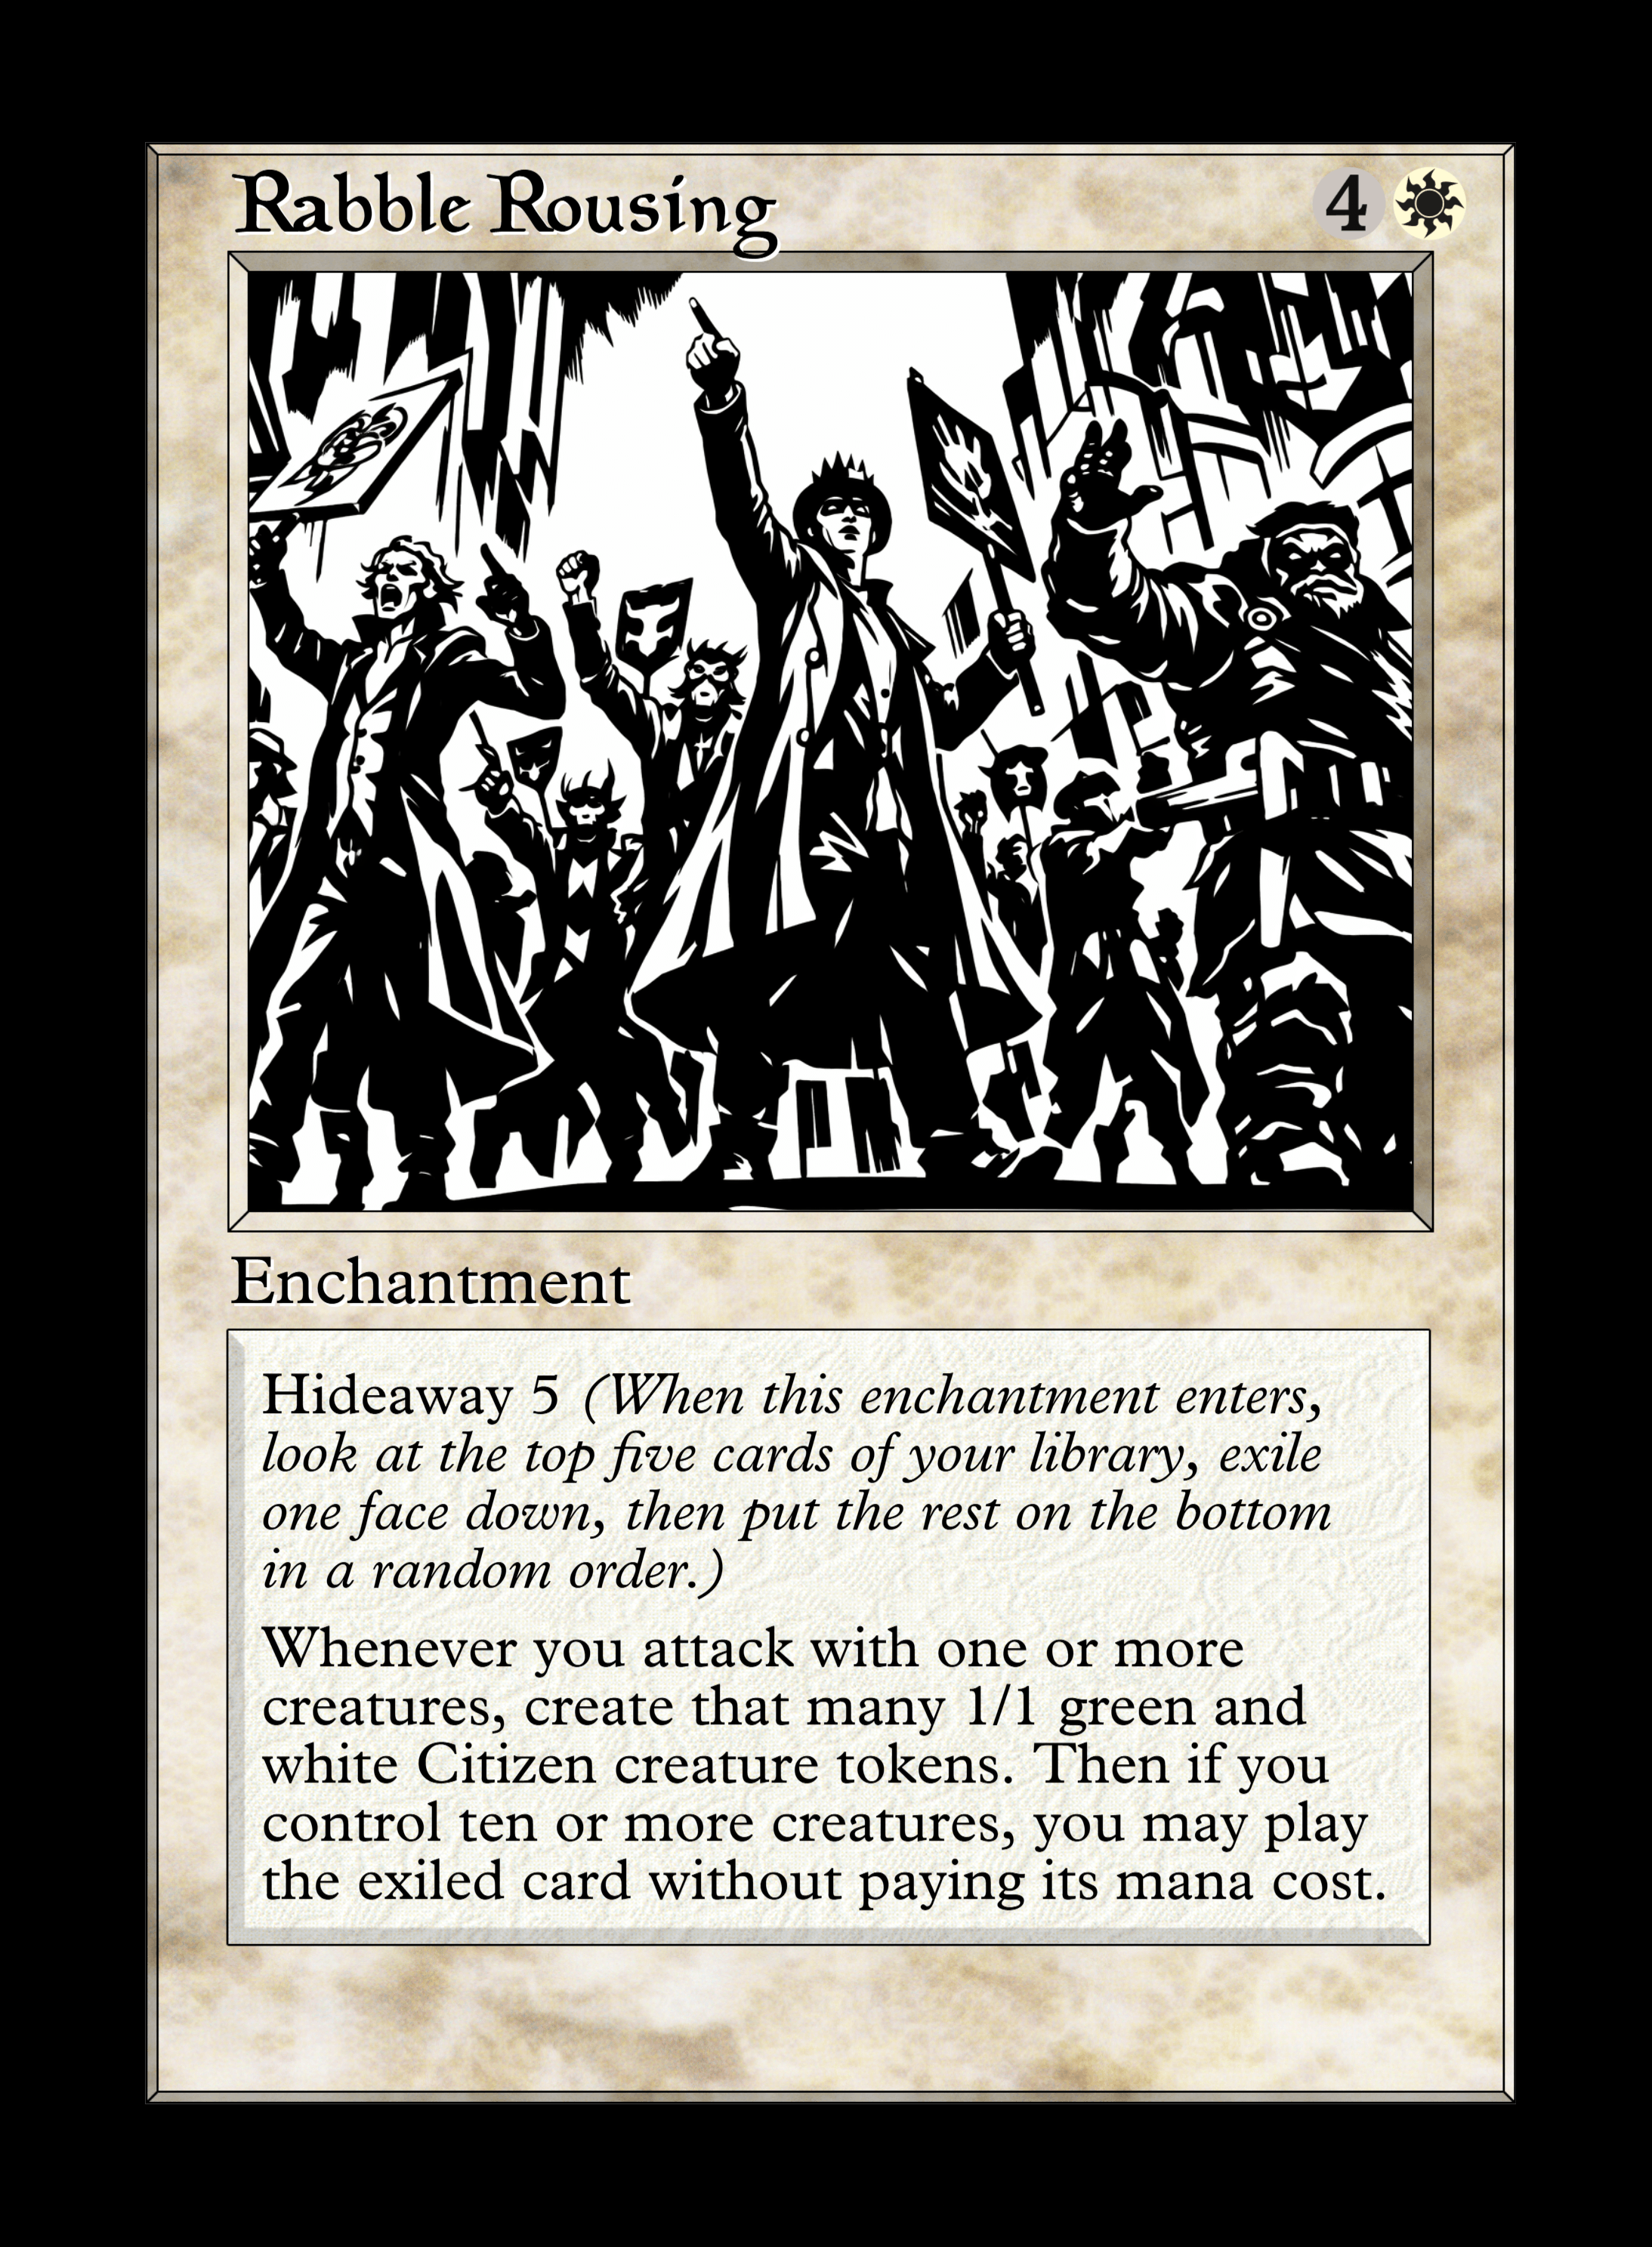 Rabble Rousing 4
Enchantment
Hideaway 5 (When this enchantment enters,
look at the top five cards of your library, exile
one face down, then put the rest on the bottom
in a random order.)
Whenever you attack with one or more
creatures, create that many 1/1 green and
white Citizen creature tokens. Then if you
control ten or more creatures, you may play
the exiled card without paying its mana cost.